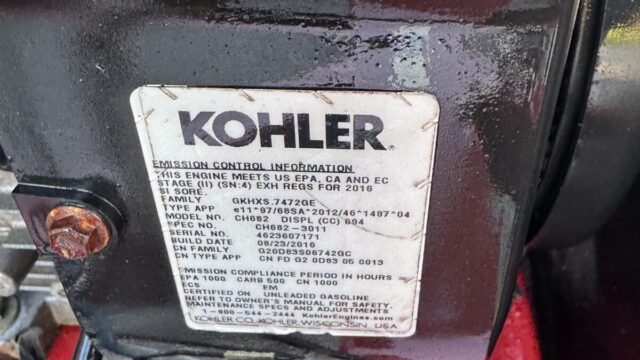 KOHLER
EMISSION CONTROL INFORMATION
THIS ENGINE MEETS US EPA, CA AND EC
STAGE (II) (SN:4) EXH REGS FOR 2016
SI SORE.
FAMILY GKHXS.7472GE
TYPE APP e11*97/68SA*2012/46*1487*04
MODEL NO. CH682 DISPL (CC) 694
SPEC NO. CH682-3011
SERIAL NO. 4623607171
BUILD DATE 08/23/2016
CN FAMILY G20D83S06742GC
CN TYPE APP CN FD G2 0D83 05 0013
EMISSION COMPLIANCE PERIOD IN HOURS
EPA 1000 CARB 500 CN 1000
ECS EM
CERTIFIED ON UNLEADED GASOLINE
REFER TO OWNER'S MANUAL FOR SAFETY,
MAINTENANCE SPECS AND ADJUSTMENTS
1-800-544-2444 KohlerEngines.com
KOHLER CO. KOHLER WISCONSIN USA